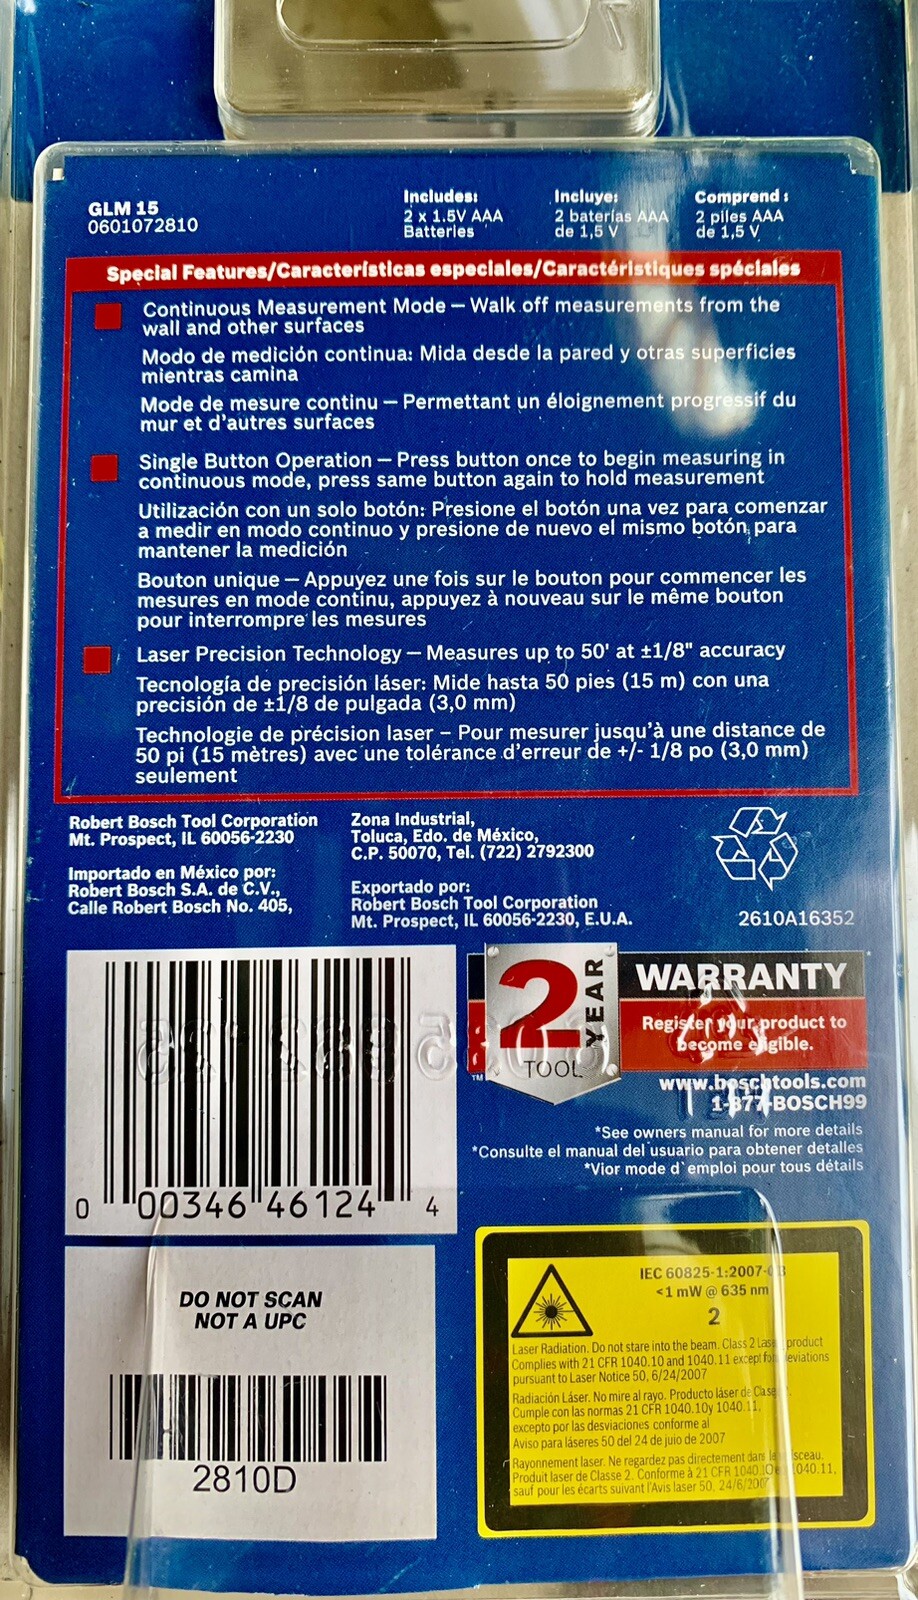 GLM 15
0601072810
Includes:
2 x 1.5V AAA
Batteries
Incluye:
2 baterías AAA
de 1,5 V
Comprend :
2 piles AAA
de 1,5 V
Special Features/Características especiales/Caractéristiques spéciales
Continuous Measurement Mode — Walk off measurements from the
wall and other surfaces
Modo de medición continua: Mida desde la pared y otras superficies
mientras camina
Mode de mesure continu — Permettant un éloignement progressif du
mur et d'autres surfaces
Single Button Operation — Press button once to begin measuring in
continuous mode, press same button again to hold measurement
Utilización con un solo botón: Presione el botón una vez para comenzar
a medir en modo continuo y presione de nuevo el mismo botón para
mantener la medición
Bouton unique — Appuyez une fois sur le bouton pour commencer les
mesures en mode continu, appuyez à nouveau sur le même bouton
pour interrompre les mesures
Laser Precision Technology — Measures up to 50' at ±1/8" accuracy
Tecnología de precisión láser: Mide hasta 50 pies (15 m) con una
precisión de ±1/8 de pulgada (3,0 mm)
Technologie de précision laser – Pour mesurer jusqu'à une distance de
50 pi (15 mètres) avec une tolérance d'erreur de +/- 1/8 po (3,0 mm)
seulement
Robert Bosch Tool Corporation
Mt. Prospect, IL 60056-2230
Importado en México por:
Robert Bosch S.A. de C.V.,
Calle Robert Bosch No. 405,
Zona Industrial,
Toluca, Edo. de México,
C.P. 50070, Tel. (722) 2792300
Exportado por:
Robert Bosch Tool Corporation
Mt. Prospect, IL 60056-2230, E.U.A.
2610A16352
0 00346 46124 4
2 YEAR
TOOL
TM
WARRANTY
Register your product to
become eligible.
www.boschtools.com
1-877-BOSCH99
*See owners manual for more details
*Consulte el manual del usuario para obtener detalles
*Vior mode d`emploi pour tous détails
DO NOT SCAN
NOT A UPC
2810D
IEC 60825-1:2007-03
<1 mW @ 635 nm
2
Laser Radiation. Do not stare into the beam. Class 2 Laser product
Complies with 21 CFR 1040.10 and 1040.11 except for deviations
pursuant to Laser Notice 50, 6/24/2007
Radiación Láser. No mire al rayo. Producto láser de Clase 2.
Cumple con las normas 21 CFR 1040.10y 1040.11,
excepto por las desviaciones conforme al
Aviso para láseres 50 del 24 de juio de 2007
Rayonnement laser. Ne regardez pas directement dans le faisceau.
Produit laser de Classe 2. Conforme à 21 CFR 1040.10 et 1040.11,
sauf pour les écarts suivant l'Avis laser 50, 24/6/2007